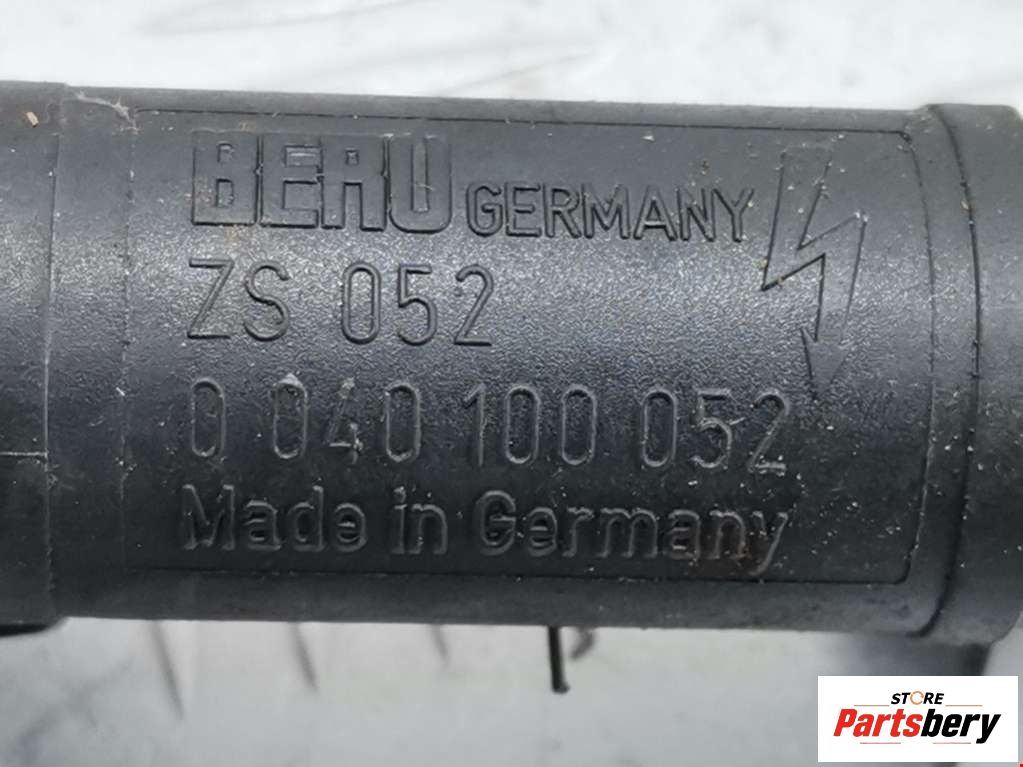 BERU GERMANY
ZS 052
0 040 100 052
Made in Germany
STORE
Partsbery